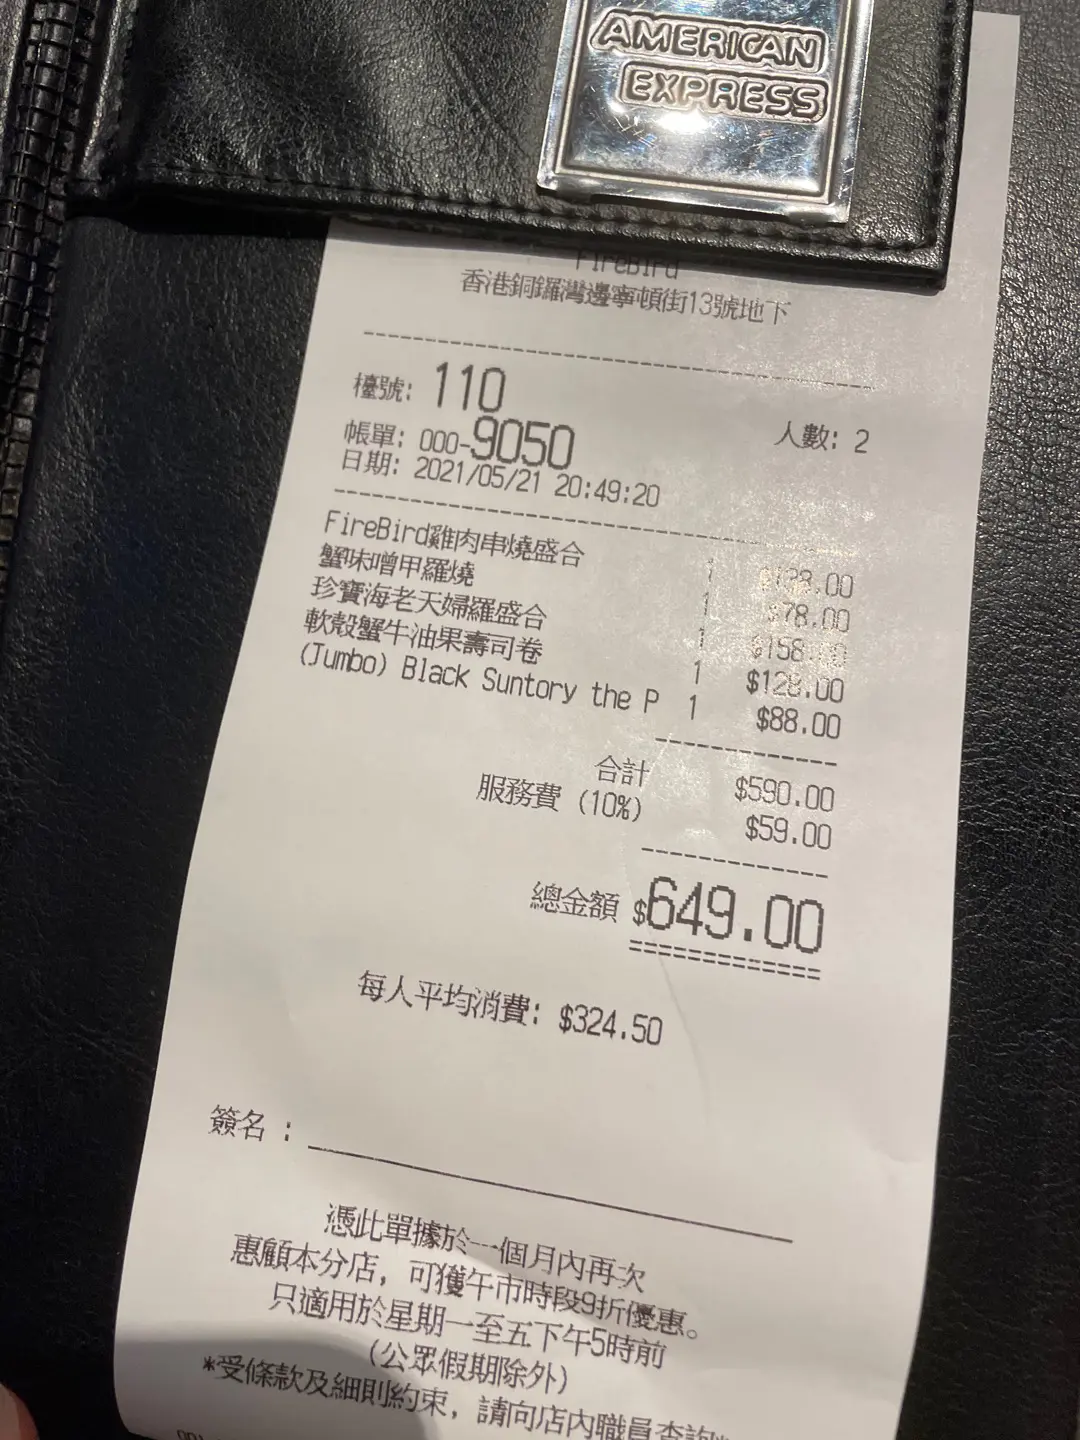 AMERICAN
EXPRESS
FireBird
香港銅鑼灣邊寧頓街13號地下
檯號: 110 人數: 2
帳單: 000-9050
日期: 2021/05/21 20:49:20
FireBird雞肉串燒盛合 1 $138.00
蟹味噌甲羅燒 1 $78.00
珍寶海老天婦羅盛合 1 $158.00
軟殼蟹牛油果壽司卷 1 $128.00
(Jumbo) Black Suntory the P 1 $88.00
合計 $590.00
服務費 (10%) $59.00
總金額 $649.00
每人平均消費: $324.50
簽名 :
憑此單據於一個月內再次
惠顧本分店, 可獲午市時段9折優惠。
只適用於星期一至五下午5時前
(公眾假期除外)
*受條款及細則約束, 請向店內職員查詢*